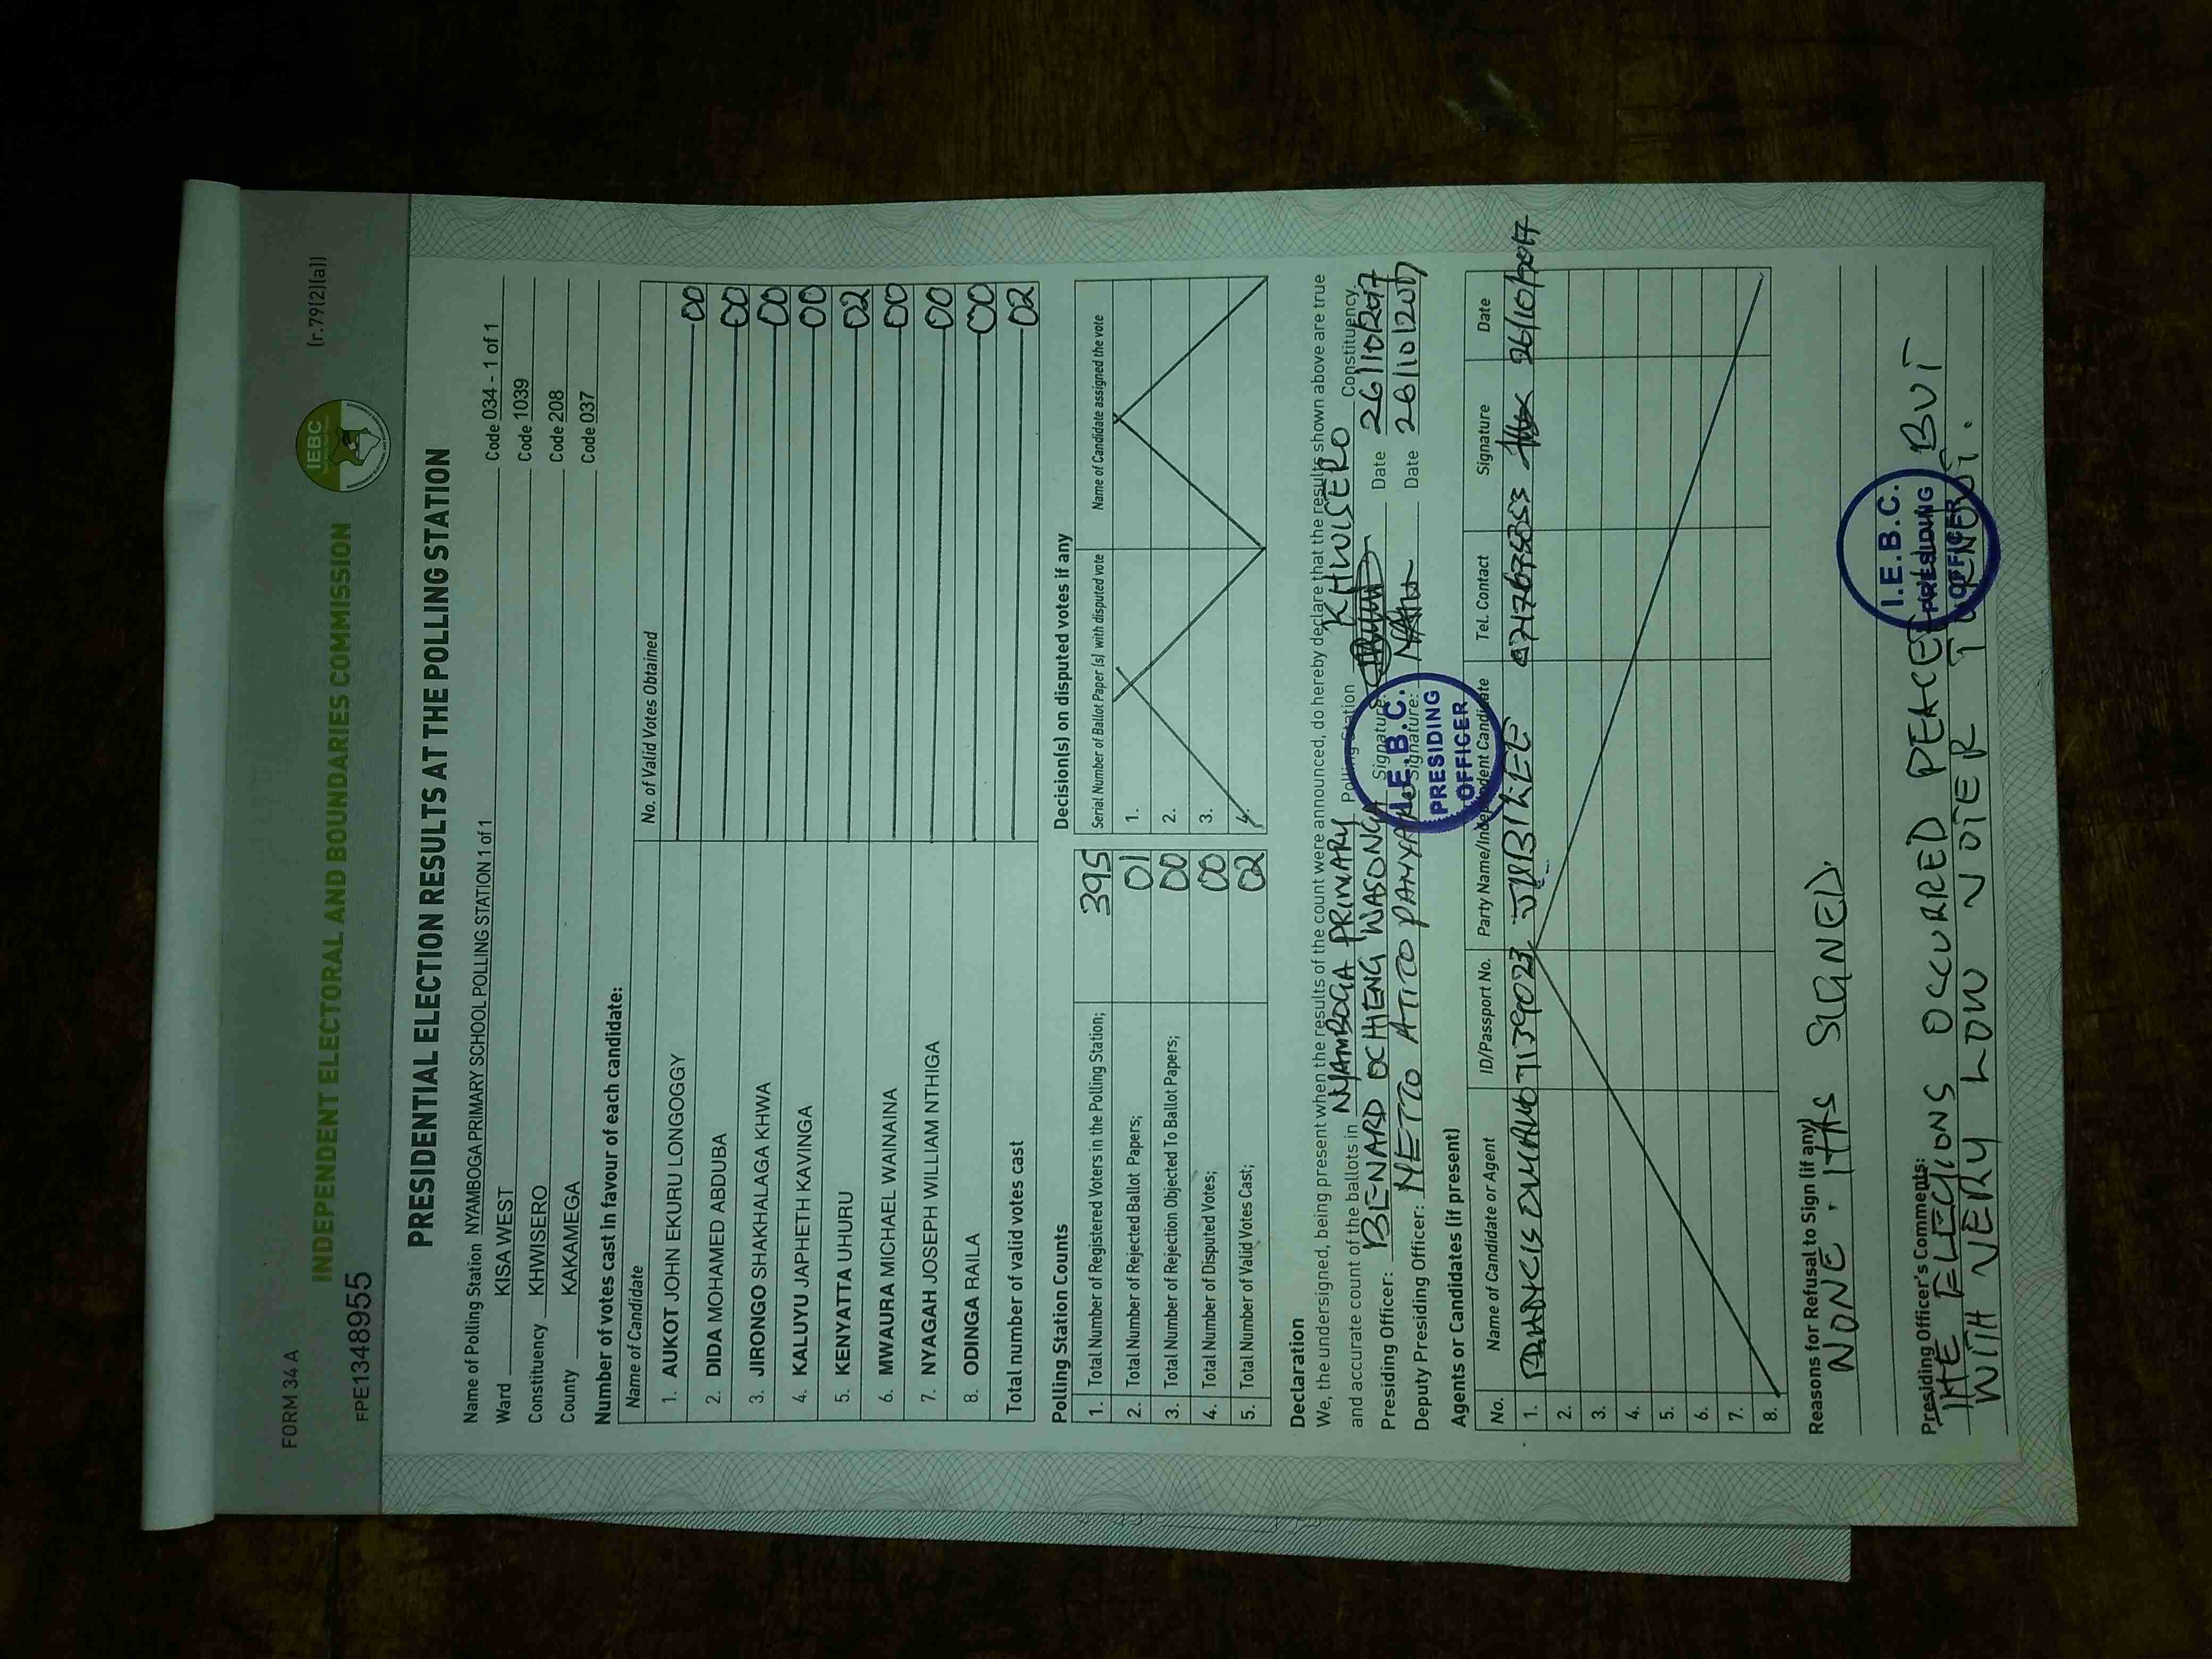 FORM 34 A
(r.79(2)(a))
IEBC
INDEPENDENT ELECTORAL AND BOUNDARIES COMMISSION
FPE1348955
PRESIDENTIAL ELECTION RESULTS AT THE POLLING STATION
Name of Polling Station NYAMBOGA PRIMARY SCHOOL POLLING STATION 1 of 1 Code 034 - 1 of 1
Ward KISA WEST Code 1039
Constituency KHWISERO Code 208
County KAKAMEGA Code 037
Number of votes cast in favour of each candidate:
Name of Candidate No. of Valid Votes Obtained
1. AUKOT JOHN EKURU LONGOGGY 00
2. DIDA MOHAMED ABDUBA 00
3. JIRONGO SHAKHALAGA KHWA 00
4. KALUYU JAPHETH KAVINGA 00
5. KENYATTA UHURU 02
6. MWAURA MICHAEL WAINAINA 00
7. NYAGAH JOSEPH WILLIAM NTHIGA 00
8. ODINGA RAILA 00
Total number of valid votes cast 02
Polling Station Counts
1. Total Number of Registered Voters in the Polling Station; 395
2. Total Number of Rejected Ballot Papers; 01
3. Total Number of Rejection Objected To Ballot Papers; 00
4. Total Number of Disputed Votes; 00
5. Total Number of Valid Votes Cast; 02
Decision(s) on disputed votes if any
Serial Number of Ballot Paper (s) with disputed vote Name of Candidate assigned the vote
1.
2.
3.
4.
Declaration
We, the undersigned, being present when the results of the count were announced, do hereby declare that the results shown above are true
and accurate count of the ballots in NYAMBOGA PRIMARY Polling Station KHWISERO Constituency.
Presiding Officer: BENARD OCHIENG WASONGA Signature: Date 26/10/2017
Deputy Presiding Officer: NETTO ATITO Signature: Date 26/10/2017
I.E.B.C.
PRESIDING
OFFICER
Agents or Candidates (if present)
No. Name of Candidate or Agent ID/Passport No. Party Name/Independent Candidate Tel. Contact Signature Date
1. 7139023 JUBILEE 26/10/2017
2.
3.
4.
5.
6.
7.
8.
Reasons for Refusal to Sign (if any)
NONE. HAS SIGNED.
Presiding Officer's Comments:
THE ELECIONS OCCURRED PEACEFULLY BUT
WITH VERY LOW VOTER TURNOUT.
I.E.B.C.
PRESIDING
OFFICER